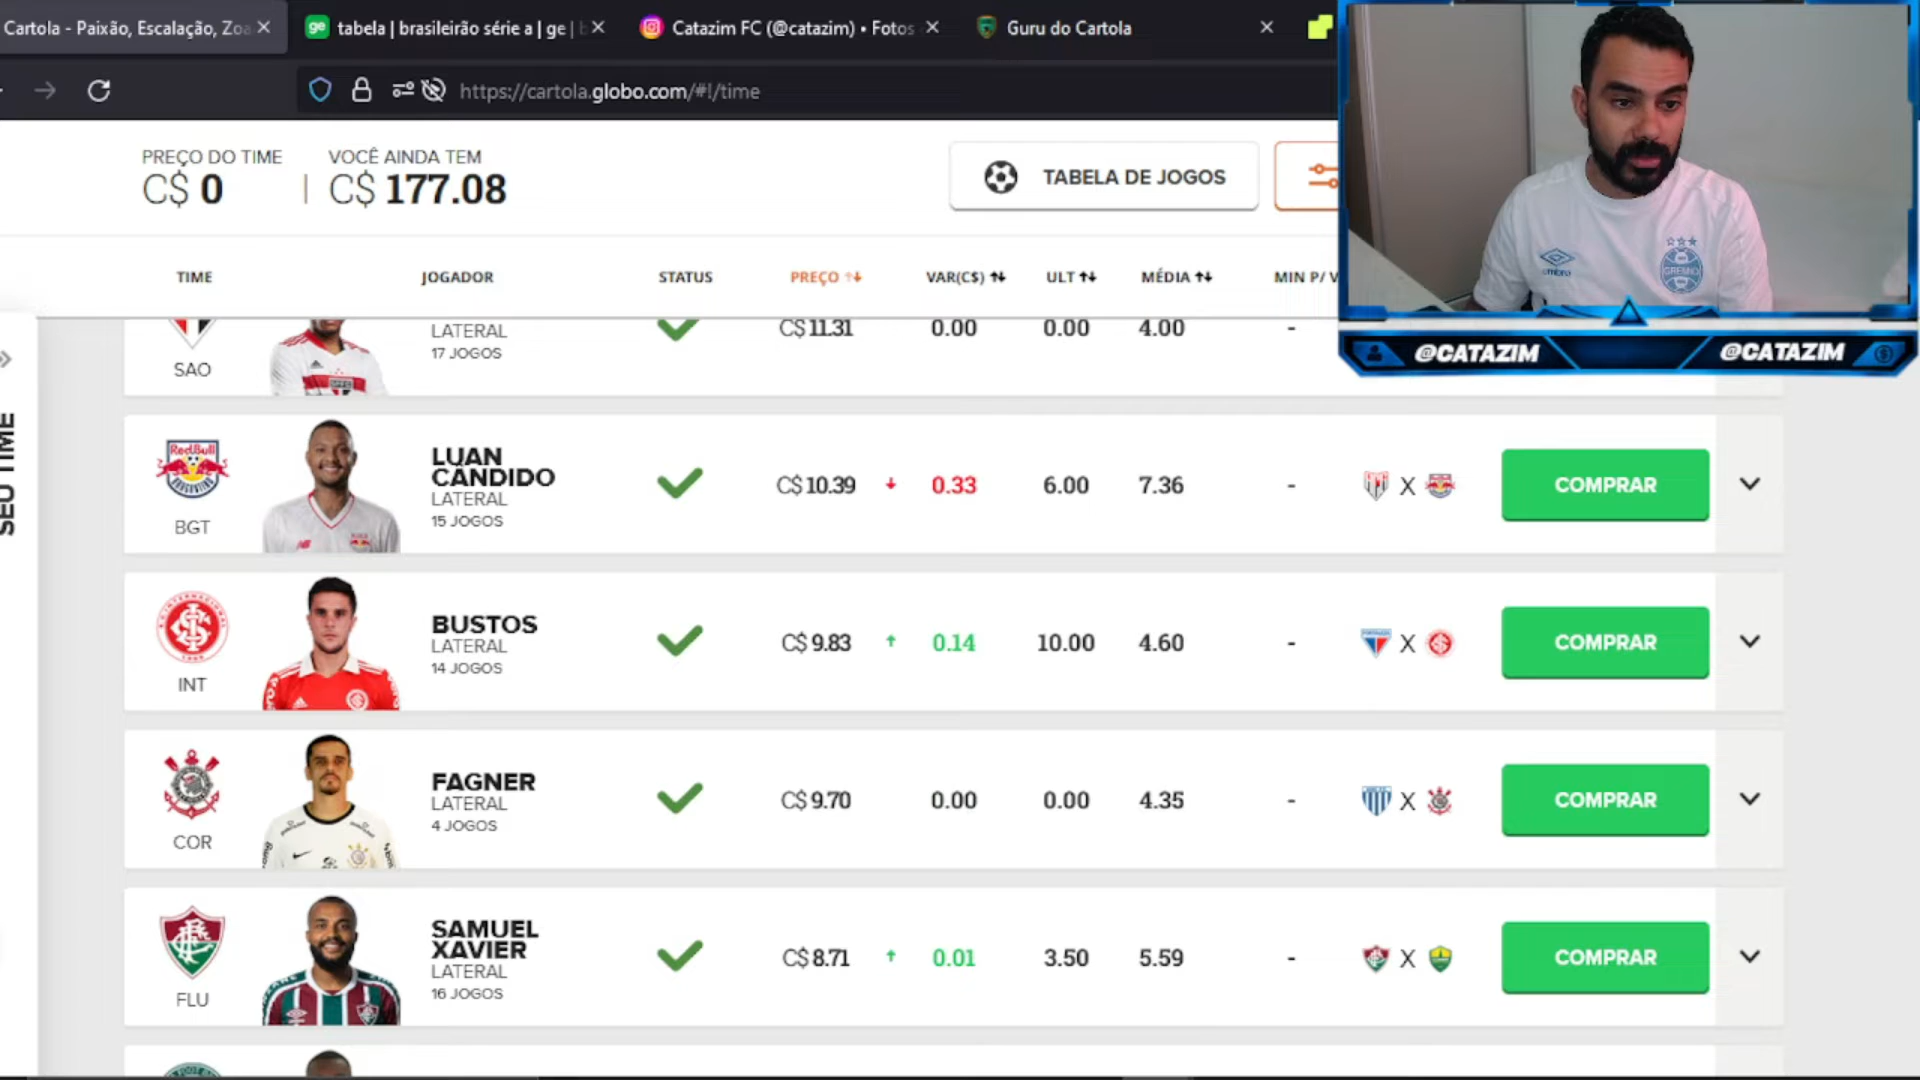 Cartola - Paixão, Escalação, Zoa
ge tabela | brasileirão série a | ge | b
Catazim FC (@catazim) • Fotos
Guru do Cartola
https://cartola.globo.com/#!/time
PREÇO DO TIME
C$ 0
VOCÊ AINDA TEM
C$ 177.08
TABELA DE JOGOS
TIME JOGADOR STATUS PREÇO VAR(C$) ULT MÉDIA MIN P/ V
SEU TIME
SAO
LATERAL
17 JOGOS
C$ 11.31 0.00 0.00 4.00 -
RedBull
BGT
LUAN
CÂNDIDO
LATERAL
15 JOGOS
C$ 10.39 0.33 6.00 7.36 - X COMPRAR
INT
BUSTOS
LATERAL
14 JOGOS
C$ 9.83 0.14 10.00 4.60 - X COMPRAR
COR
FAGNER
LATERAL
4 JOGOS
C$ 9.70 0.00 0.00 4.35 - X COMPRAR
FLU
SAMUEL
XAVIER
LATERAL
16 JOGOS
C$ 8.71 0.01 3.50 5.59 - X COMPRAR
umbro
GREMIO
@CATAZIM @CATAZIM